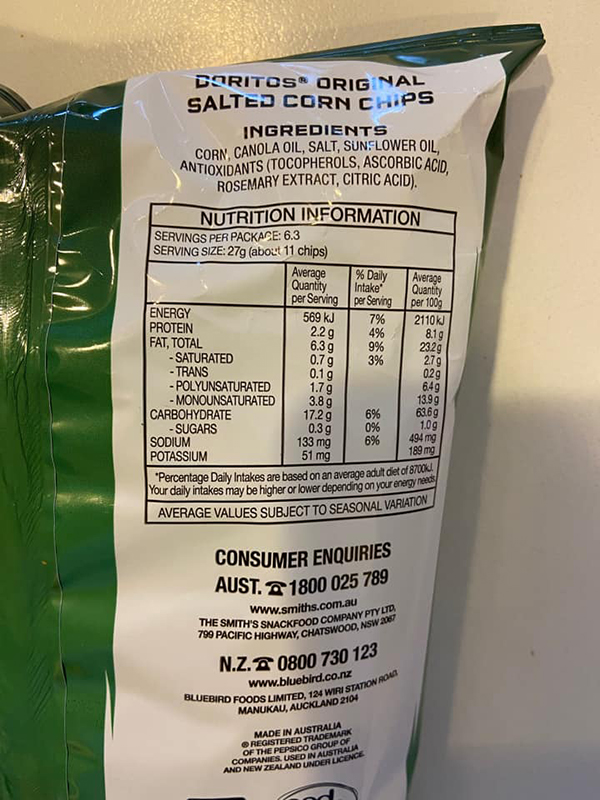 DORITOS® ORIGINAL
SALTED CORN CHIPS
INGREDIENTS
CORN, CANOLA OIL, SALT, SUNFLOWER OIL,
ANTIOXIDANTS (TOCOPHEROLS, ASCORBIC ACID,
ROSEMARY EXTRACT, CITRIC ACID).
NUTRITION INFORMATION
SERVINGS PER PACKAGE: 6.3
SERVING SIZE: 27g (about 11 chips)
Average Quantity per Serving % Daily Intake* per Serving Average Quantity per 100g
ENERGY 569 kJ 7% 2110 kJ
PROTEIN 2.2 g 4% 8.1 g
FAT, TOTAL 6.3 g 9% 23.2 g
- SATURATED 0.7 g 3% 2.7 g
- TRANS 0.1 g 0.2 g
- POLYUNSATURATED 1.7 g 6.4 g
- MONOUNSATURATED 3.8 g 13.9 g
CARBOHYDRATE 17.2 g 6% 63.6 g
- SUGARS 0.3 g 0% 1.0 g
SODIUM 133 mg 6% 494 mg
POTASSIUM 51 mg 189 mg
*Percentage Daily Intakes are based on an average adult diet of 8700kJ.
Your daily intakes may be higher or lower depending on your energy needs
AVERAGE VALUES SUBJECT TO SEASONAL VARIATION
CONSUMER ENQUIRIES
AUST. ☎ 1800 025 789
www.smiths.com.au
THE SMITH'S SNACKFOOD COMPANY PTY LTD,
799 PACIFIC HIGHWAY, CHATSWOOD, NSW 2067
N.Z. ☎ 0800 730 123
www.bluebird.co.nz
BLUEBIRD FOODS LIMITED, 124 WIRI STATION ROAD,
MANUKAU, AUCKLAND 2104
MADE IN AUSTRALIA
® REGISTERED TRADEMARK
OF THE PEPSICO GROUP OF
COMPANIES. USED IN AUSTRALIA
AND NEW ZEALAND UNDER LICENCE.